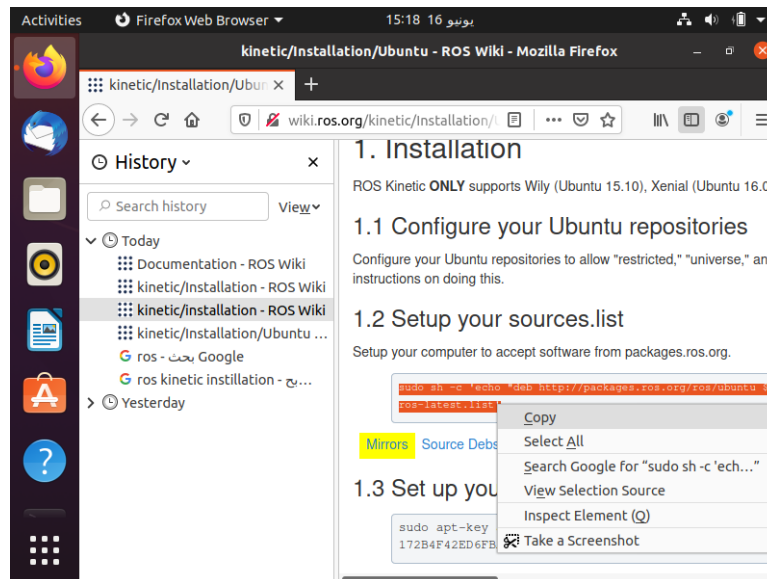 Activities
Firefox Web Browser
15:18 16 يونيو
kinetic/Installation/Ubuntu - ROS Wiki - Mozilla Firefox
kinetic/Installation/Ubun
wiki.ros.org/kinetic/Installation/
History
Search history
View
Today
Documentation - ROS Wiki
kinetic/Installation - ROS Wiki
kinetic/Installation - ROS Wiki
kinetic/Installation/Ubuntu ...
ros - بحث Google
ros kinetic instillation - بح...
Yesterday
1. Installation
ROS Kinetic ONLY supports Wily (Ubuntu 15.10), Xenial (Ubuntu 16.0
1.1 Configure your Ubuntu repositories
Configure your Ubuntu repositories to allow "restricted," "universe," an
instructions on doing this.
1.2 Setup your sources.list
Setup your computer to accept software from packages.ros.org.
sudo sh -c 'echo "deb http://packages.ros.org/ros/ubuntu
ros-latest.list'
Mirrors
Source Debs
1.3 Set up you
sudo apt-key
172B4F42ED6FB
Copy
Select All
Search Google for “sudo sh -c 'ech...”
View Selection Source
Inspect Element (Q)
Take a Screenshot